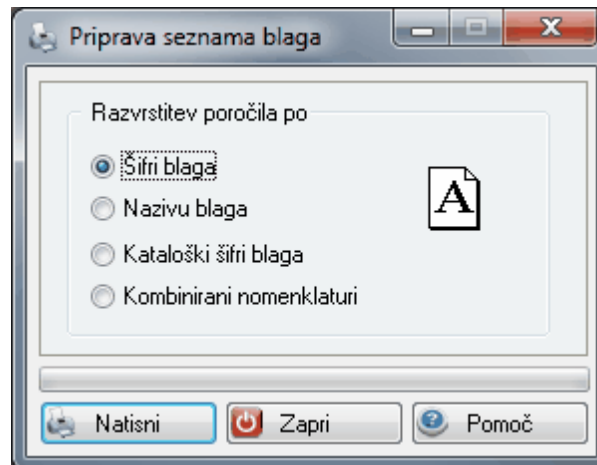 Priprava seznama blaga
Razvrstitev poročila po
Šifri blaga
Nazivu blaga
A
Kataloški šifri blaga
Kombinirani nomenklaturi
Natisni
Zapri
Pomoč